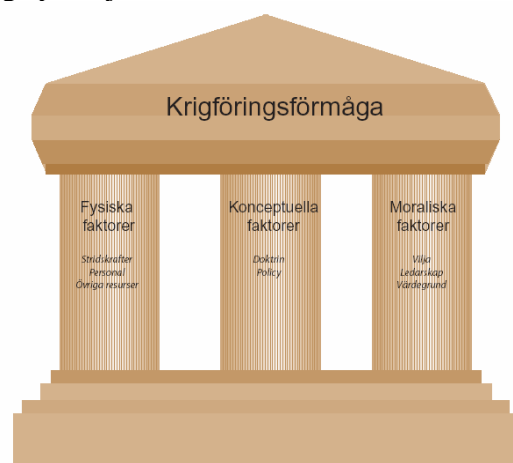 Krigföringsförmåga
Fysiska
faktorer
Stridskrafter
Personal
Övriga resurser
Konceptuella
faktorer
Doktrin
Policy
Moraliska
faktorer
Vilja
Ledarskap
Värdegrund